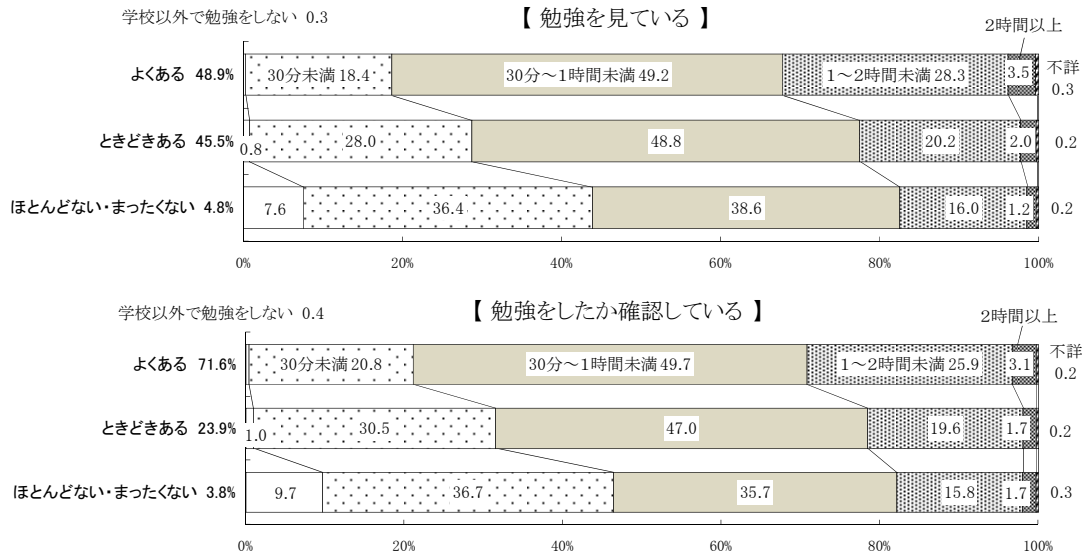 【 勉強を見ている 】
学校以外で勉強をしない 0.3
2時間以上
よくある 48.9%
30分未満 18.4
30分～1時間未満 49.2
1～2時間未満 28.3
3.5
不詳
0.3
ときどきある 45.5%
0.8
28.0
48.8
20.2
2.0
0.2
ほとんどない・まったくない 4.8%
7.6
36.4
38.6
16.0
1.2
0.2
0%
20%
40%
60%
80%
100%
【 勉強をしたか確認している 】
学校以外で勉強をしない 0.4
2時間以上
よくある 71.6%
30分未満 20.8
30分～1時間未満 49.7
1～2時間未満 25.9
3.1
不詳
0.2
ときどきある 23.9%
1.0
30.5
47.0
19.6
1.7
0.2
ほとんどない・まったくない 3.8%
9.7
36.7
35.7
15.8
1.7
0.3
0%
20%
40%
60%
80%
100%